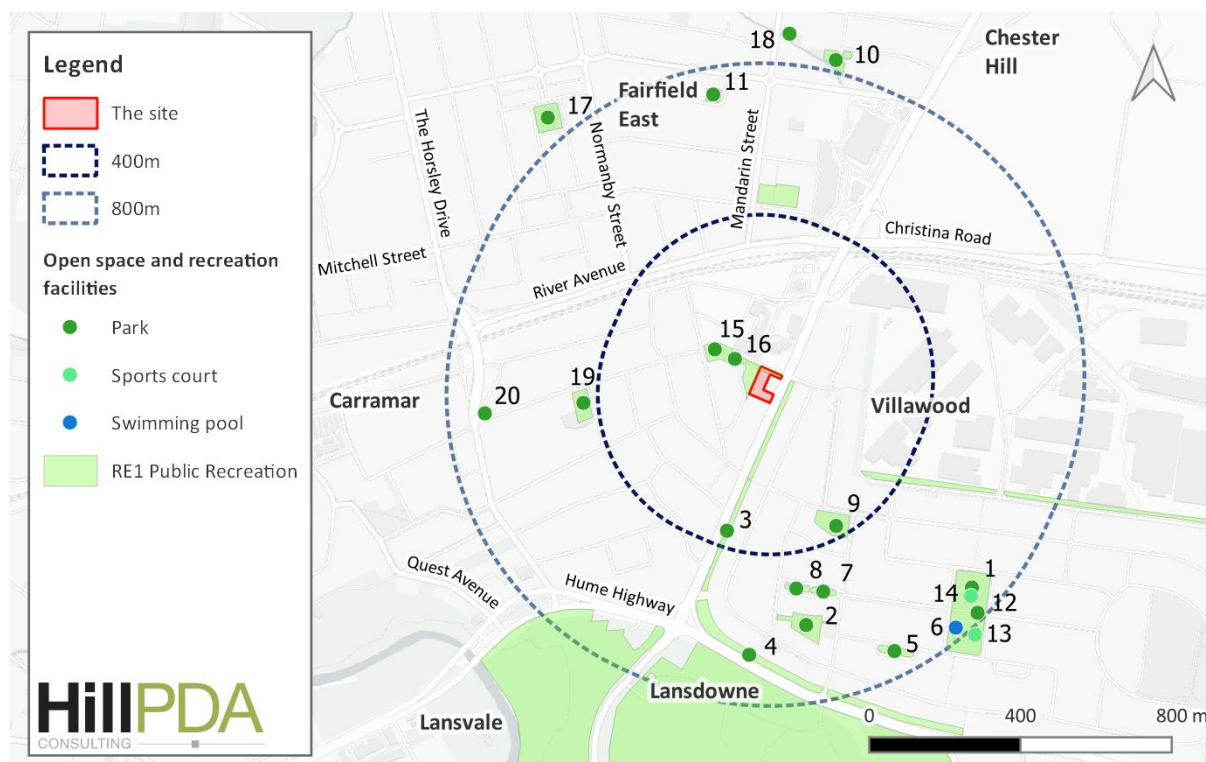 Legend
The site
400m
800m
Open space and recreation
facilities
Park
Sports court
Swimming pool
RE1 Public Recreation
HillPDA
CONSULTING
18
10
Chester
Hill
11
Fairfield
East
17
The Horsley Drive
Normanby Street
Mandarin Street
Christina Road
Mitchell Street
River Avenue
15
16
19
20
Carramar
Villawood
9
3
Quest Avenue
Hume Highway
8
7
1
14
12
2
6
13
5
4
Lansdowne
Lansvale
0
400
800 m